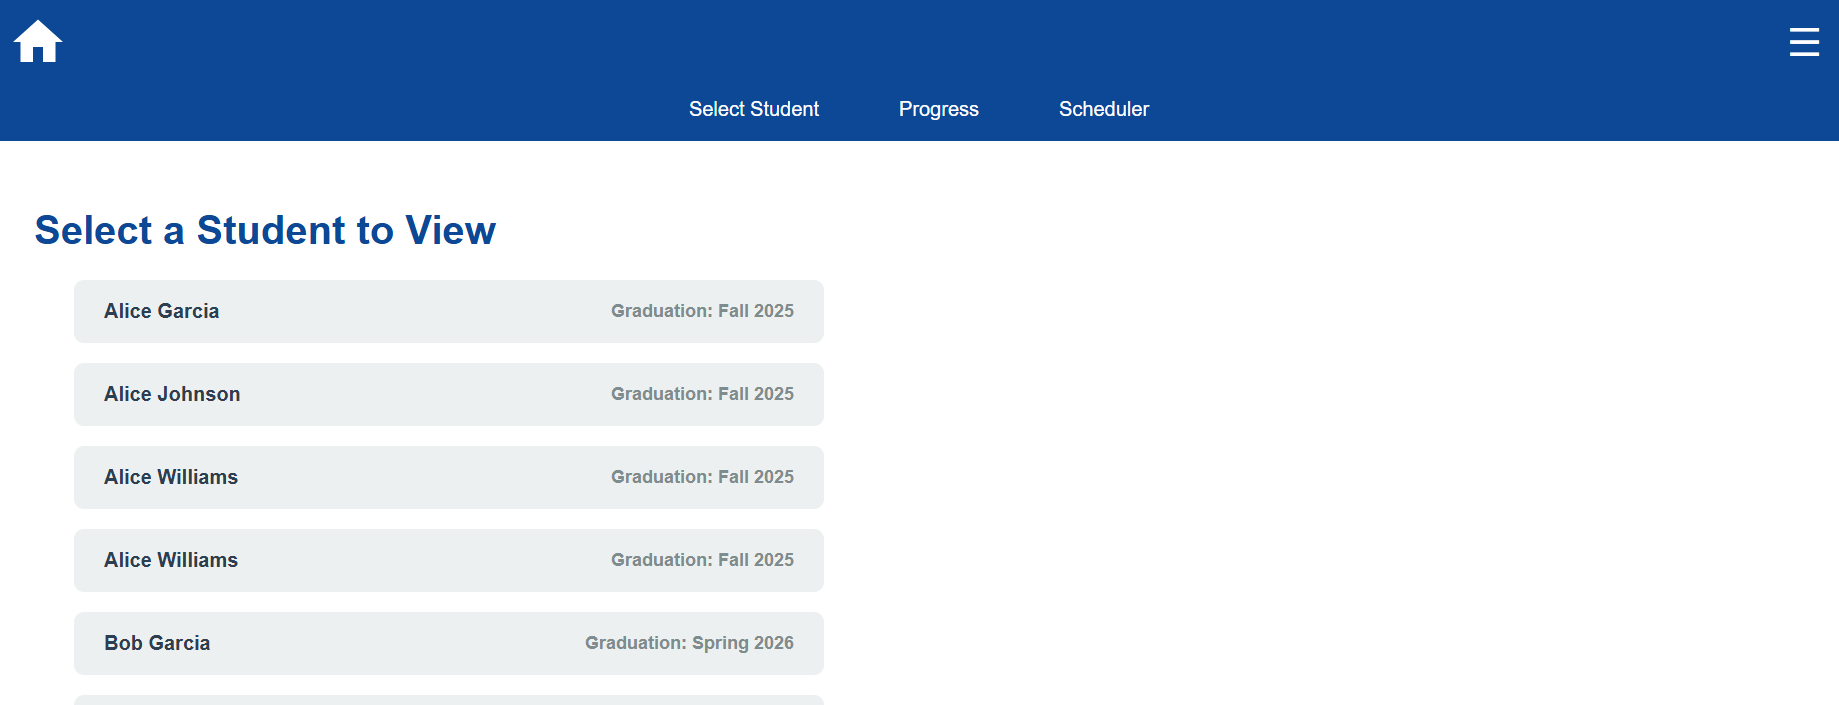 Select Student Progress Scheduler
Select a Student to View
Alice Garcia Graduation: Fall 2025
Alice Johnson Graduation: Fall 2025
Alice Williams Graduation: Fall 2025
Alice Williams Graduation: Fall 2025
Bob Garcia Graduation: Spring 2026